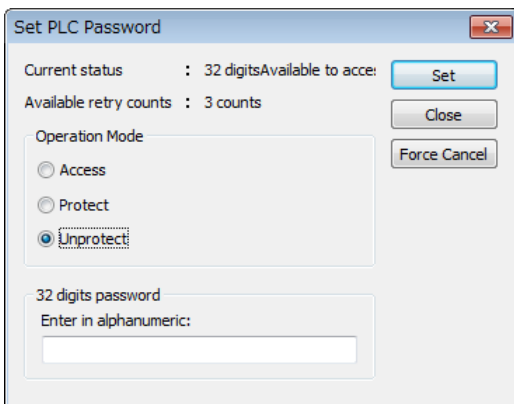 Set PLC Password
Current status : 32 digitsAvailable to acce
Available retry counts : 3 counts
Operation Mode
Access
Protect
Unprotect
32 digits password
Enter in alphanumeric:
Set
Close
Force Cancel